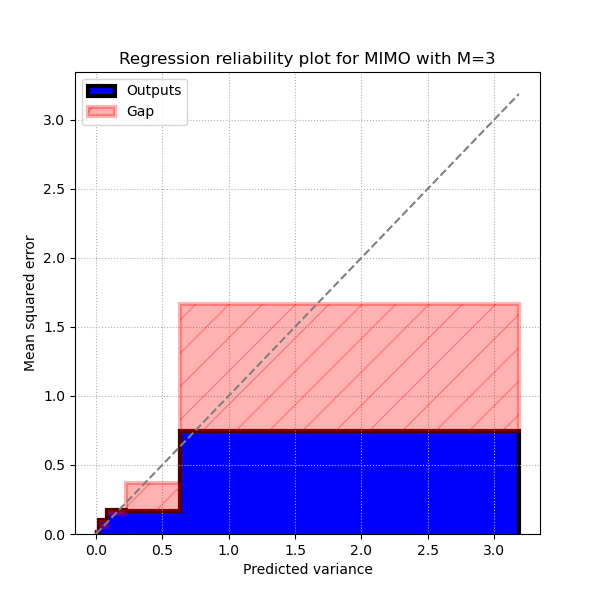 Regression reliability plot for MIMO with M=3
Outputs
Gap
Mean squared error
3.0
2.5
2.0
1.5
1.0
0.5
0.0
0.0 0.5 1.0 1.5 2.0 2.5 3.0
Predicted variance